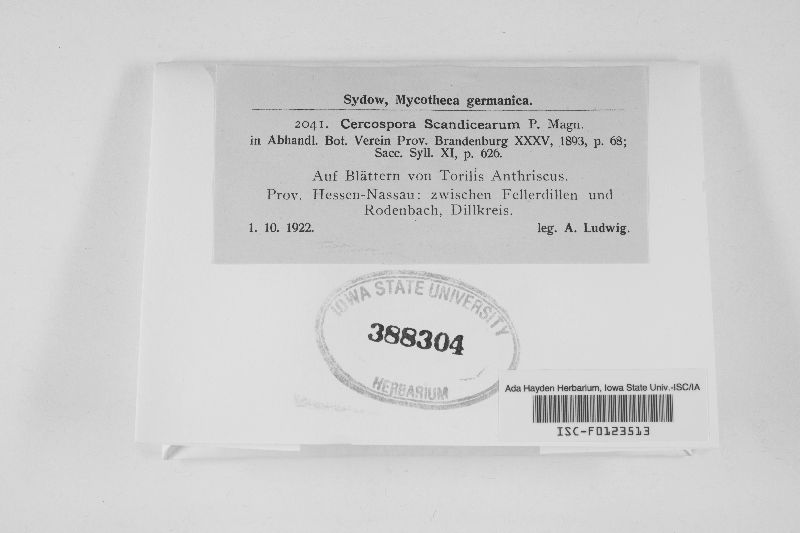 Sydow, Mycotheca germanica.
2041. Cercospora Scandicearum P. Magn.
in Abhandl. Bot. Verein Prov. Brandenburg XXXV, 1893, p. 68;
Sacc. Syll. XI, p. 626.
Auf Blättern von Torilis Anthriscus.
Prov. Hessen-Nassau: zwischen Fellerdillen und
Rodenbach, Dillkreis.
1. 10. 1922. leg. A. Ludwig.
IOWA STATE UNIVERSITY
388304
HERBARIUM
Ada Hayden Herbarium, Iowa State Univ.-ISC/IA
ISC-F0123513